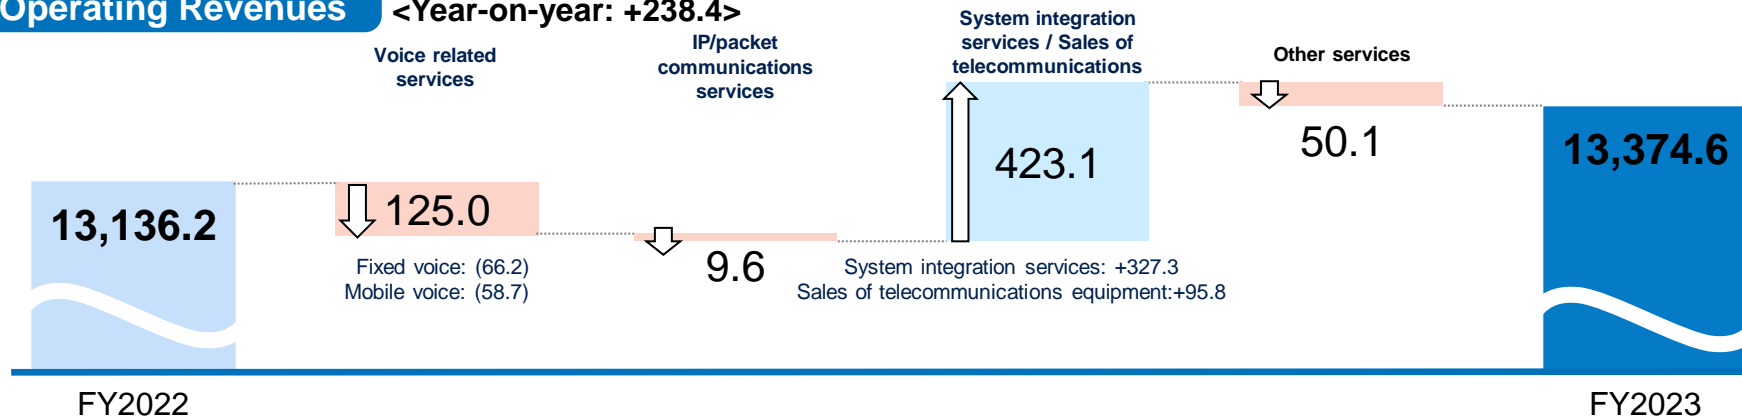 Operating Revenues
<Year-on-year: +238.4>
Voice related
services
IP/packet
communications
services
System integration
services / Sales of
telecommunications
Other services
13,136.2
125.0
9.6
423.1
50.1
13,374.6
Fixed voice: (66.2)
Mobile voice: (58.7)
System integration services: +327.3
Sales of telecommunications equipment:+95.8
FY2022
FY2023